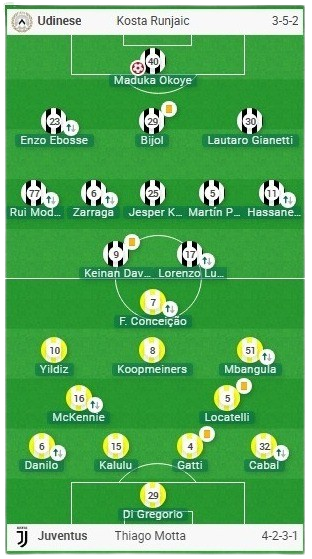 Udinese Kosta Runjaic 3-5-2
40
Maduka Okoye
23 29 30
Enzo Ebosse Bijol Lautaro Gianetti
77 6 25 5 11
Rui Mod... Zarraga Jesper K... Martin P... Hassane...
9 17
Keinan Dav... Lorenzo Lu...
7
F. Conceição
10 8 51
Yildiz Koopmeiners Mbangula
16 5
McKennie Locatelli
6 15 4 32
Danilo Kalulu Gatti Cabal
29
Di Gregorio
Juventus Thiago Motta 4-2-3-1